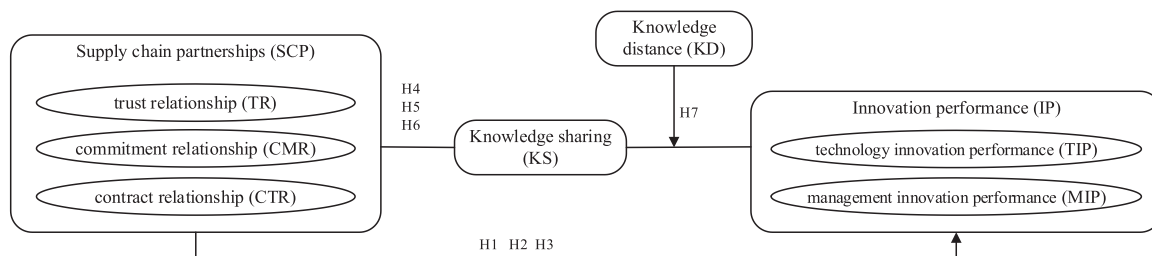 Knowledge
distance (KD)
Supply chain partnerships (SCP)
trust relationship (TR)
commitment relationship (CMR)
contract relationship (CTR)
H4
H5
H6
Knowledge sharing
(KS)
H7
Innovation performance (IP)
technology innovation performance (TIP)
management innovation performance (MIP)
H1 H2 H3